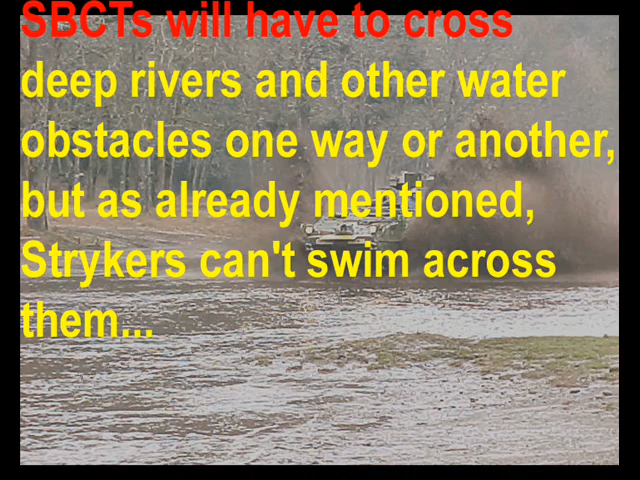 SBCTs will have to cross
deep rivers and other water
obstacles one way or another,
but as already mentioned,
Strykers can't swim across
them...